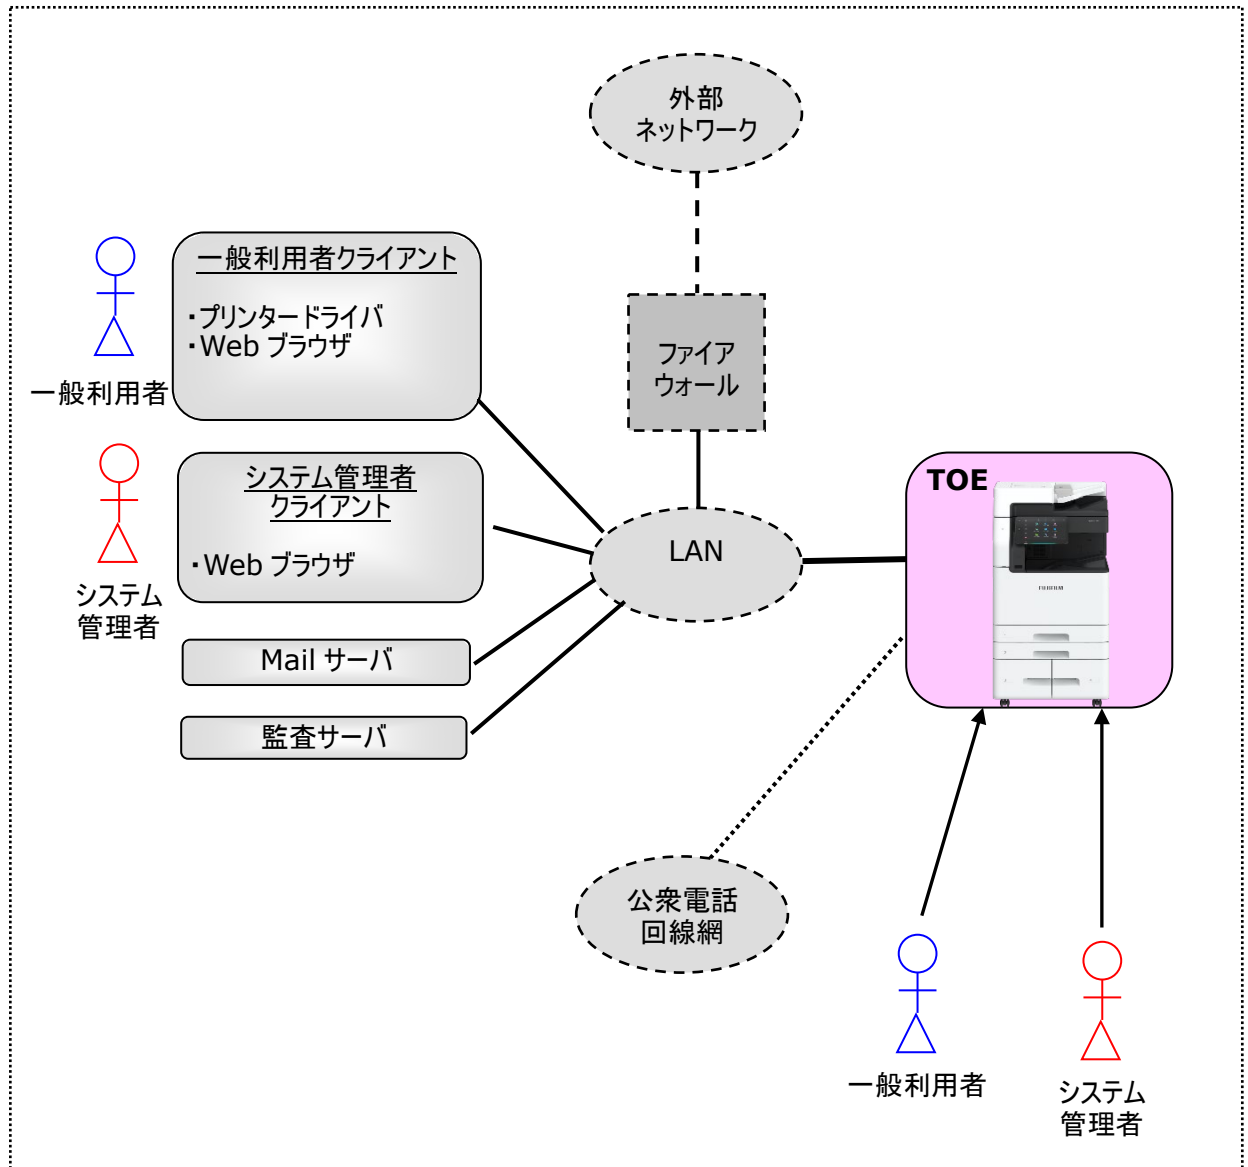 外部
ネットワーク
一般利用者クライアント
・プリンタードライバ
・Web ブラウザ
一般利用者
ファイア
ウォール
システム管理者
クライアント
・Web ブラウザ
システム
管理者
LAN
TOE
FUJIFILM
Mail サーバ
監査サーバ
公衆電話
回線網
一般利用者
システム
管理者